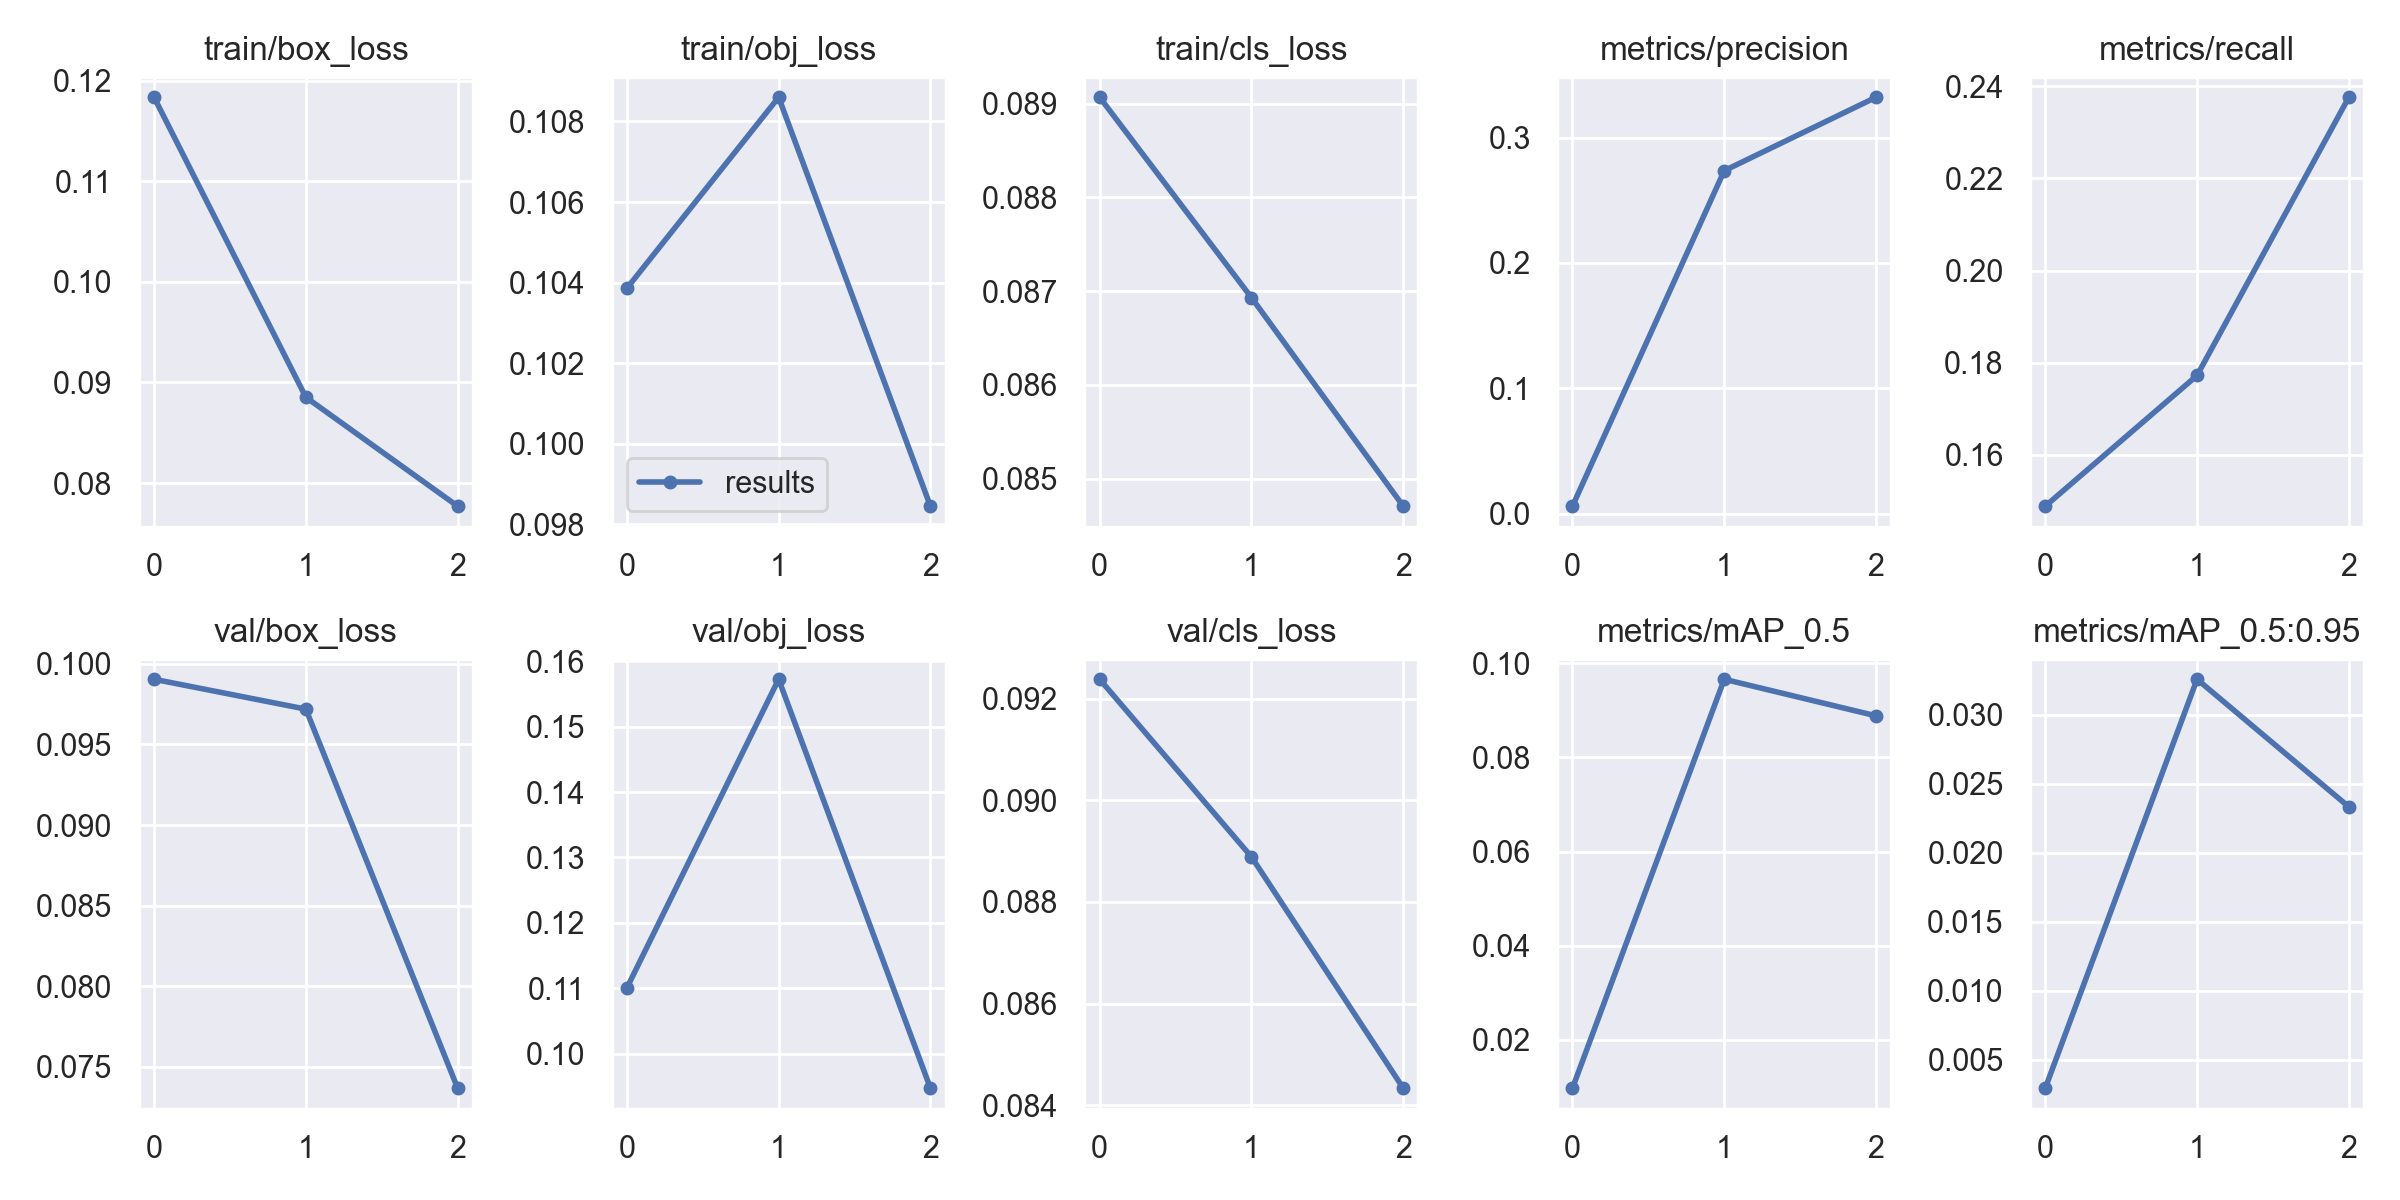 train/box_loss
0.12
0.11
0.10
0.09
0.08
0 1 2
train/obj_loss
0.108
0.106
0.104
0.102
0.100
0.098
results
0 1 2
train/cls_loss
0.089
0.088
0.087
0.086
0.085
0 1 2
metrics/precision
0.3
0.2
0.1
0.0
0 1 2
metrics/recall
0.24
0.22
0.20
0.18
0.16
0 1 2
val/box_loss
0.100
0.095
0.090
0.085
0.080
0.075
0 1 2
val/obj_loss
0.16
0.15
0.14
0.13
0.12
0.11
0.10
0 1 2
val/cls_loss
0.092
0.090
0.088
0.086
0.084
0 1 2
metrics/mAP_0.5
0.10
0.08
0.06
0.04
0.02
0 1 2
metrics/mAP_0.5:0.95
0.030
0.025
0.020
0.015
0.010
0.005
0 1 2